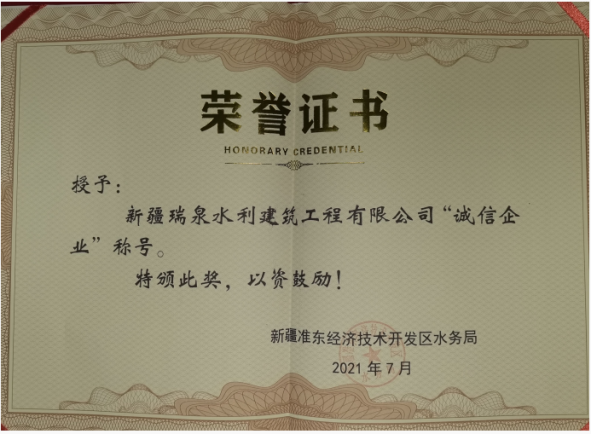 荣誉证书
HONORARY CREDENTIAL
授予：
新疆瑞泉水利建筑工程有限公司“诚信企
业”称号。
特颁此奖，以资鼓励！
新疆准东经济技术开发区水务局
2021年7月